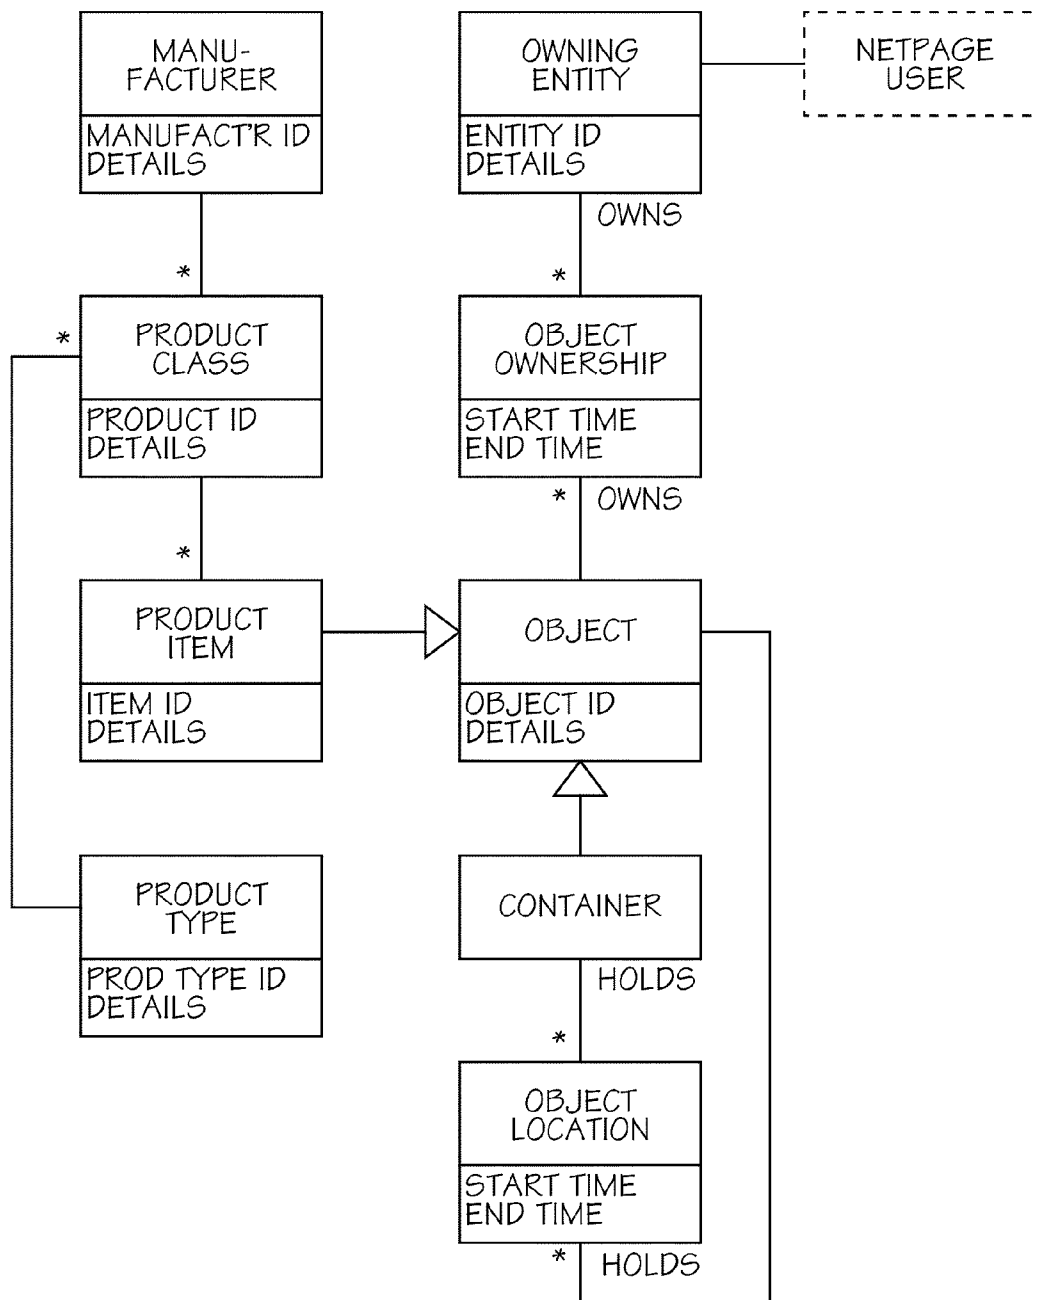 MANU-
FACTURER
MANUFACT'R ID
DETAILS
OWNING
ENTITY
ENTITY ID
DETAILS
NETPAGE
USER
OWNS
*
*
*
PRODUCT
CLASS
PRODUCT ID
DETAILS
OBJECT
OWNERSHIP
START TIME
END TIME
* OWNS
*
PRODUCT
ITEM
ITEM ID
DETAILS
OBJECT
OBJECT ID
DETAILS
PRODUCT
TYPE
PROD TYPE ID
DETAILS
CONTAINER
HOLDS
*
OBJECT
LOCATION
START TIME
END TIME
* HOLDS